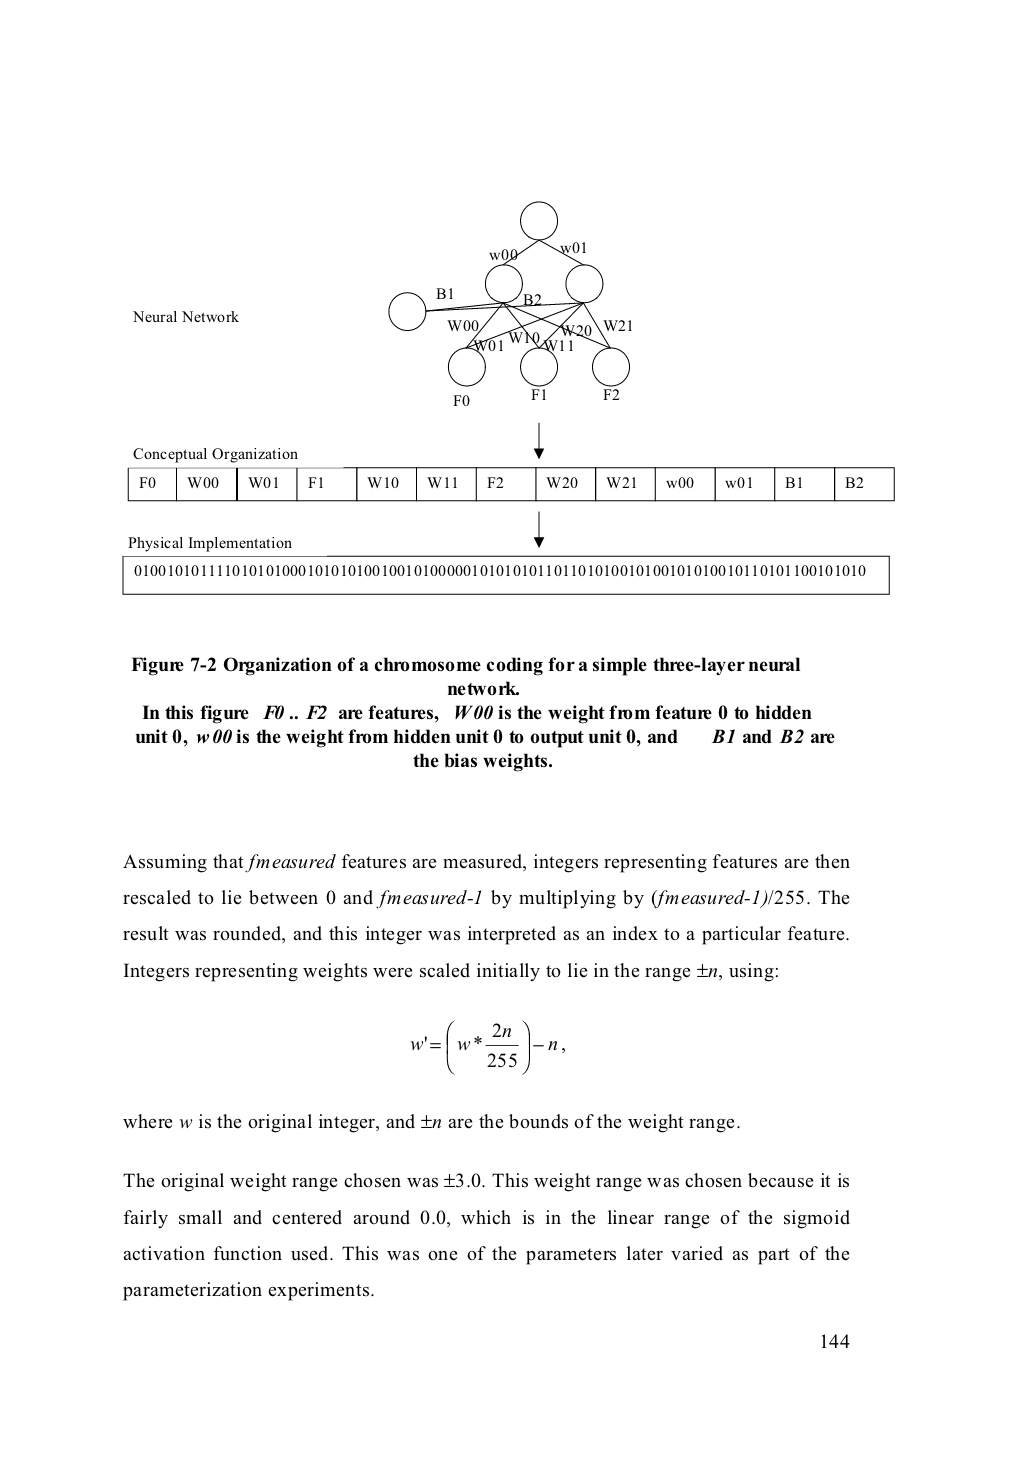 w00 w01
B1 B2
Neural Network
W00 W01 W10 W11 W20 W21
F0 F1 F2
Conceptual Organization
F0 W00 W01 F1 W10 W11 F2 W20 W21 w00 w01 B1 B2
Physical Implementation
0100101011110101010001010101001001010000010101010110110101001010010101001011010110010101010
Figure 7-2 Organization of a chromosome coding for a simple three-layer neural
network.
In this figure F0 .. F2 are features, W00 is the weight from feature 0 to hidden
unit 0, w00 is the weight from hidden unit 0 to output unit 0, and B1 and B2 are
the bias weights.
Assuming that fmeasured features are measured, integers representing features are then
rescaled to lie between 0 and fmeasured-1 by multiplying by (fmeasured-1)/255. The
result was rounded, and this integer was interpreted as an index to a particular feature.
Integers representing weights were scaled initially to lie in the range ±n, using:
w'= ( w * 2n / 255 ) – n ,
where w is the original integer, and ±n are the bounds of the weight range.
The original weight range chosen was ±3.0. This weight range was chosen because it is
fairly small and centered around 0.0, which is in the linear range of the sigmoid
activation function used. This was one of the parameters later varied as part of the
parameterization experiments.
144